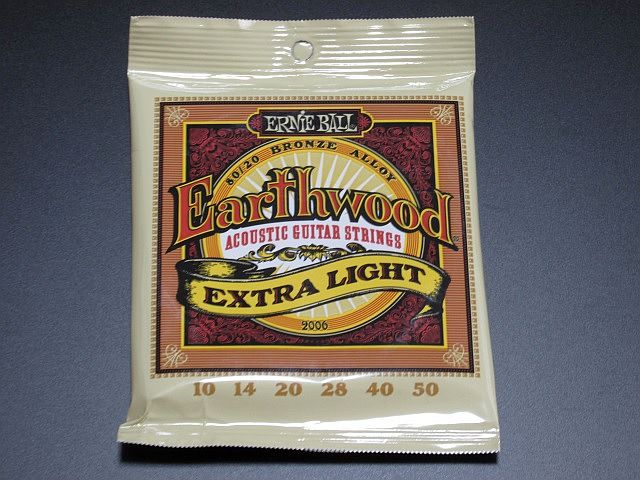 ERNIE BALL
80/20 BRONZE ALLOY
Earthwood
ACOUSTIC GUITAR STRINGS
EXTRA LIGHT
2006
10 14 20 28 40 50